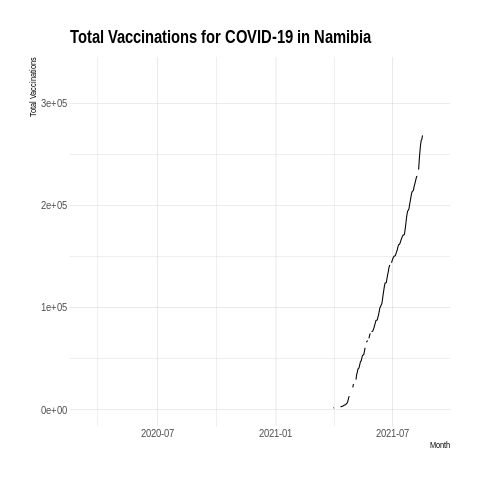 Total Vaccinations for COVID-19 in Namibia
Total Vaccinations
3e+05
2e+05
1e+05
0e+00
2020-07 2021-01 2021-07
Month